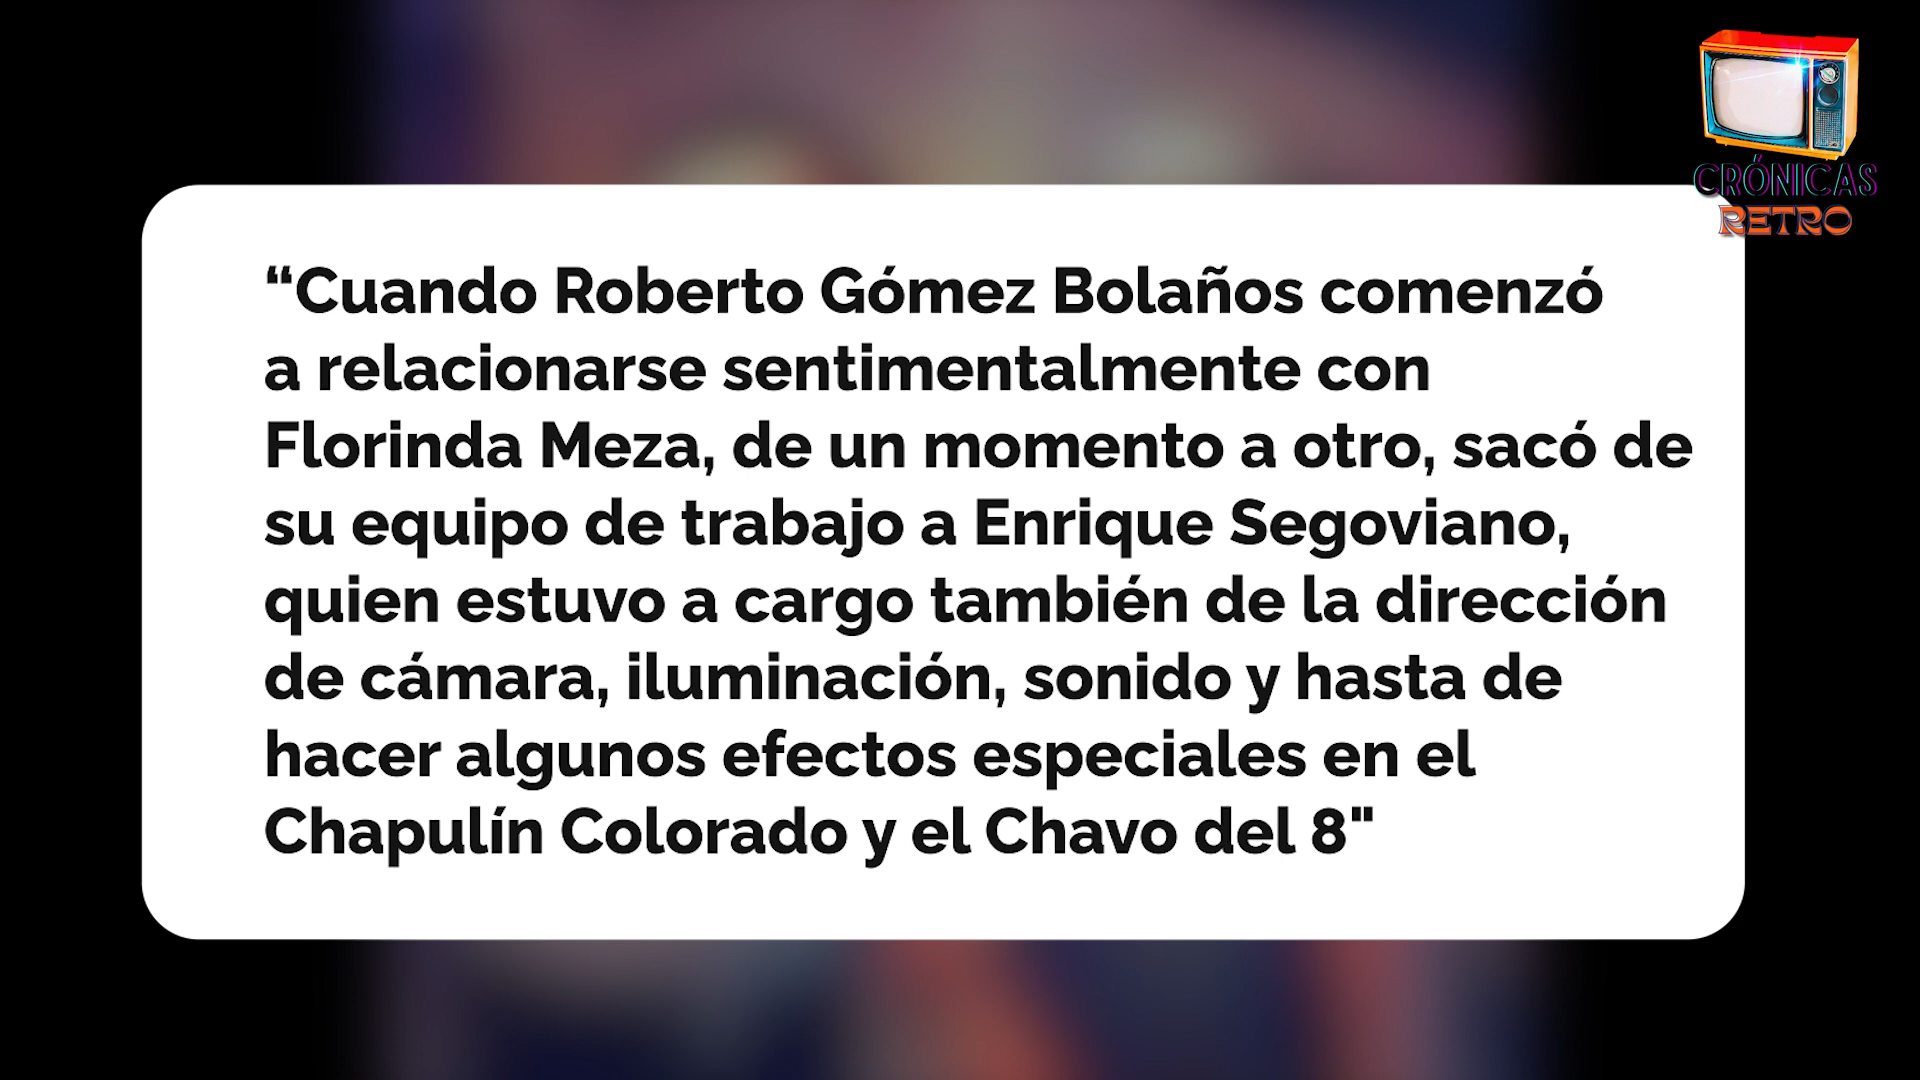 CRÓNICAS
RETRO
“Cuando Roberto Gómez Bolaños comenzó
a relacionarse sentimentalmente con
Florinda Meza, de un momento a otro, sacó de
su equipo de trabajo a Enrique Segoviano,
quien estuvo a cargo también de la dirección
de cámara, iluminación, sonido y hasta de
hacer algunos efectos especiales en el
Chapulín Colorado y el Chavo del 8"